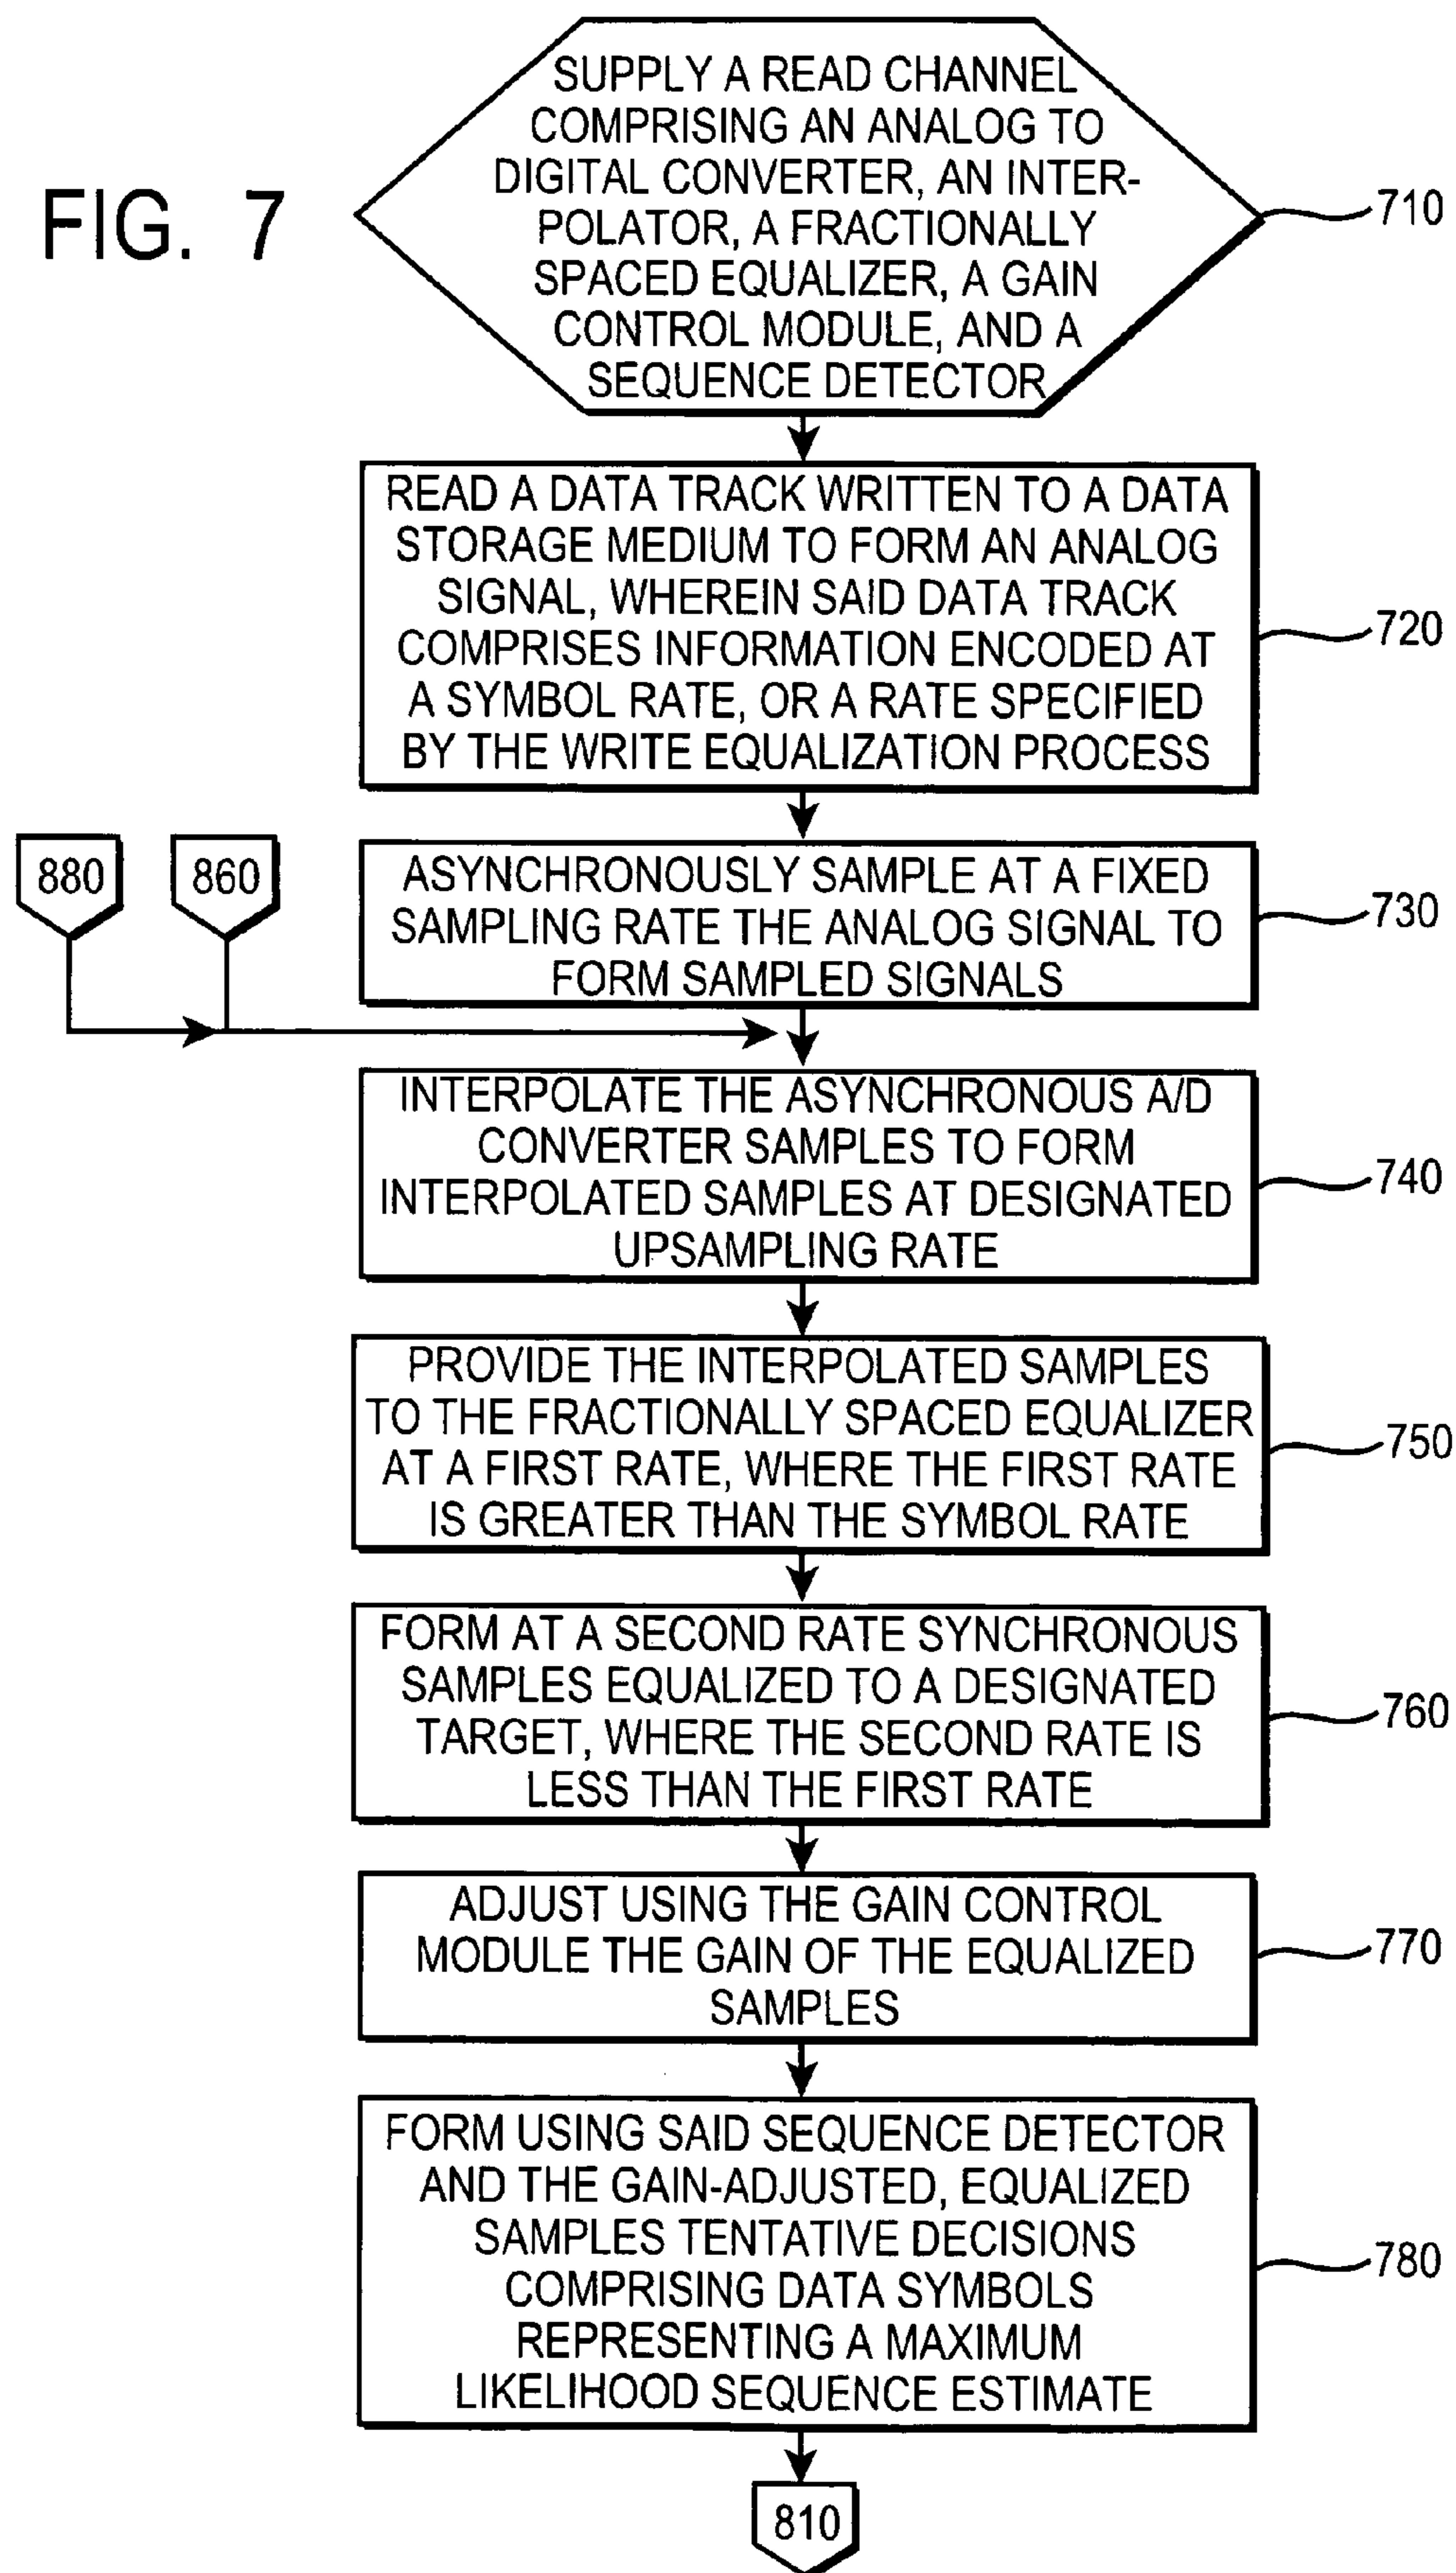 FIG. 7
SUPPLY A READ CHANNEL
COMPRISING AN ANALOG TO
DIGITAL CONVERTER, AN INTER-
POLATOR, A FRACTIONALLY
SPACED EQUALIZER, A GAIN
CONTROL MODULE, AND A
SEQUENCE DETECTOR
710
READ A DATA TRACK WRITTEN TO A DATA
STORAGE MEDIUM TO FORM AN ANALOG
SIGNAL, WHEREIN SAID DATA TRACK
COMPRISES INFORMATION ENCODED AT
A SYMBOL RATE, OR A RATE SPECIFIED
BY THE WRITE EQUALIZATION PROCESS
720
880
860
ASYNCHRONOUSLY SAMPLE AT A FIXED
SAMPLING RATE THE ANALOG SIGNAL TO
FORM SAMPLED SIGNALS
730
INTERPOLATE THE ASYNCHRONOUS A/D
CONVERTER SAMPLES TO FORM
INTERPOLATED SAMPLES AT DESIGNATED
UPSAMPLING RATE
740
PROVIDE THE INTERPOLATED SAMPLES
TO THE FRACTIONALLY SPACED EQUALIZER
AT A FIRST RATE, WHERE THE FIRST RATE
IS GREATER THAN THE SYMBOL RATE
750
FORM AT A SECOND RATE SYNCHRONOUS
SAMPLES EQUALIZED TO A DESIGNATED
TARGET, WHERE THE SECOND RATE IS
LESS THAN THE FIRST RATE
760
ADJUST USING THE GAIN CONTROL
MODULE THE GAIN OF THE EQUALIZED
SAMPLES
770
FORM USING SAID SEQUENCE DETECTOR
AND THE GAIN-ADJUSTED, EQUALIZED
SAMPLES TENTATIVE DECISIONS
COMPRISING DATA SYMBOLS
REPRESENTING A MAXIMUM
LIKELIHOOD SEQUENCE ESTIMATE
780
810